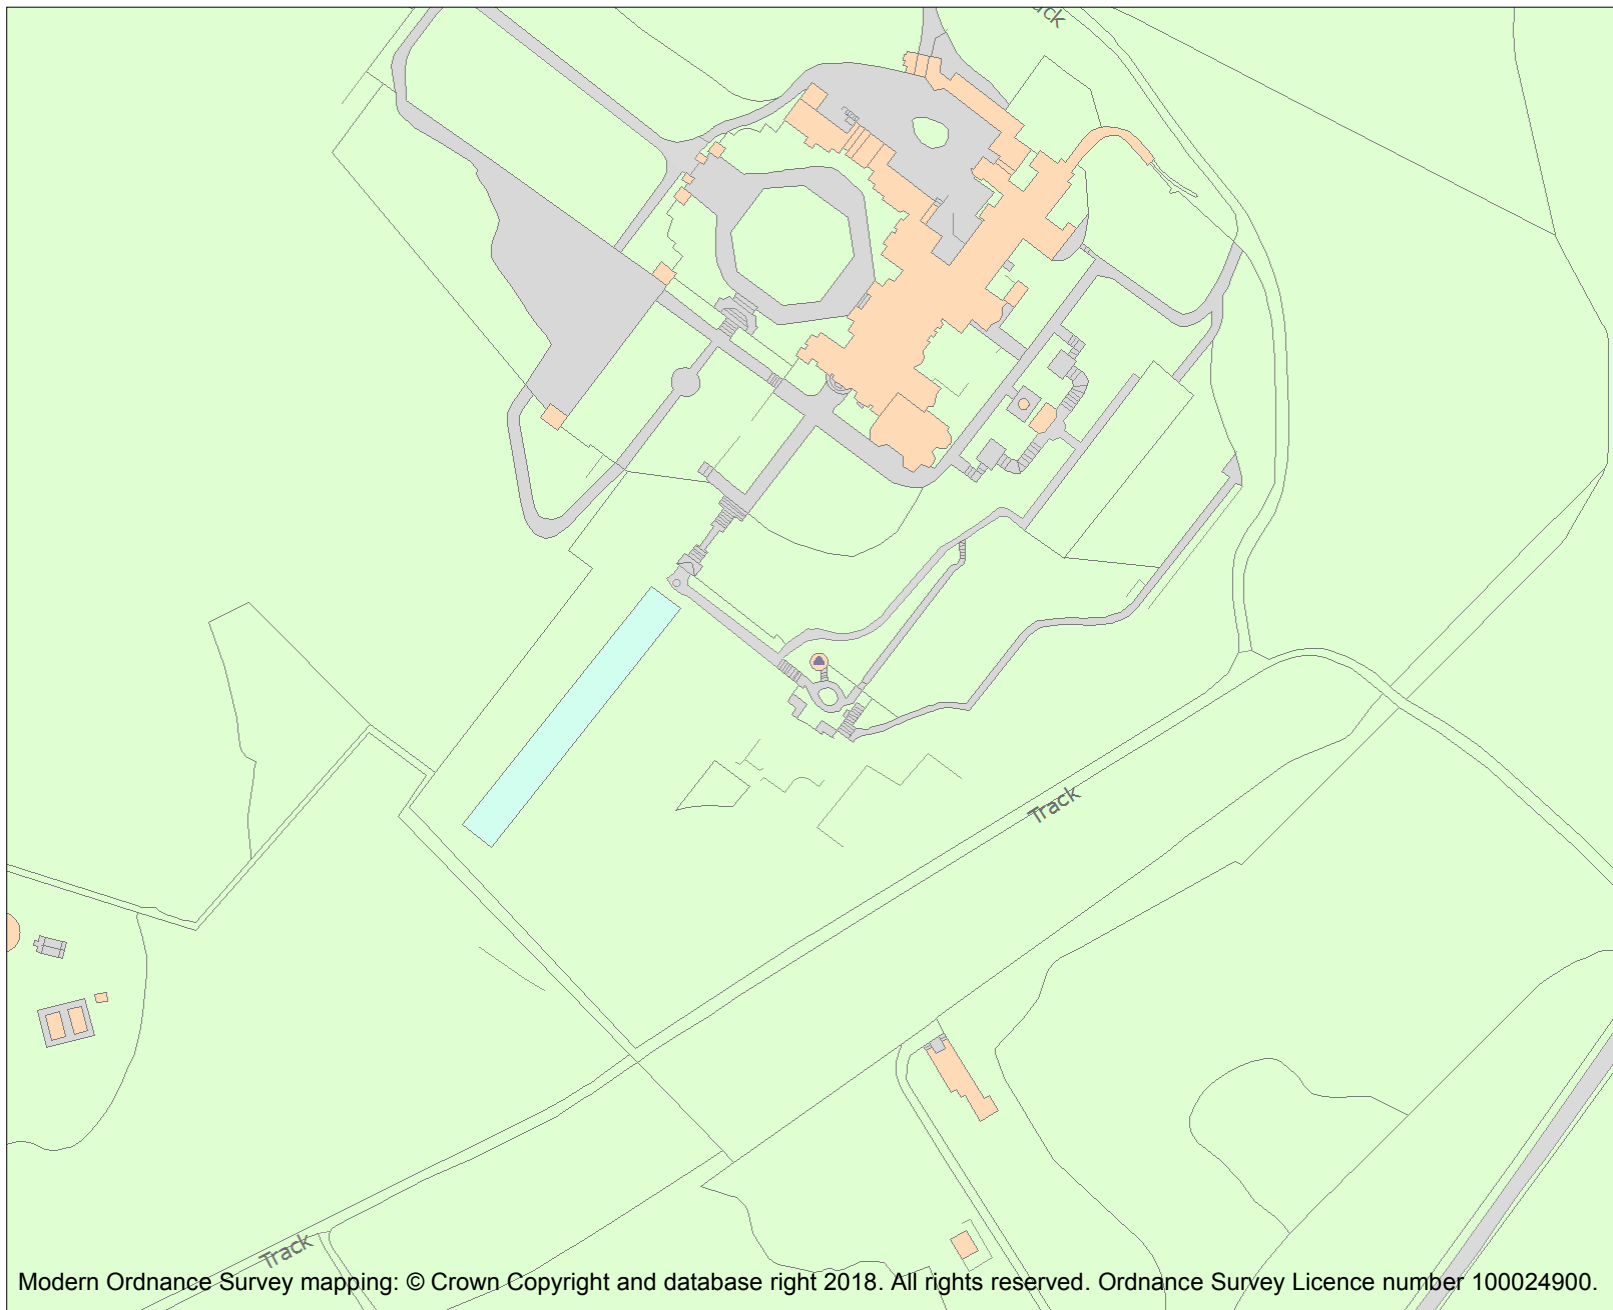 Track
Track
Modern Ordnance Survey mapping: © Crown Copyright and database right 2018. All rights reserved. Ordnance Survey Licence number 100024900.